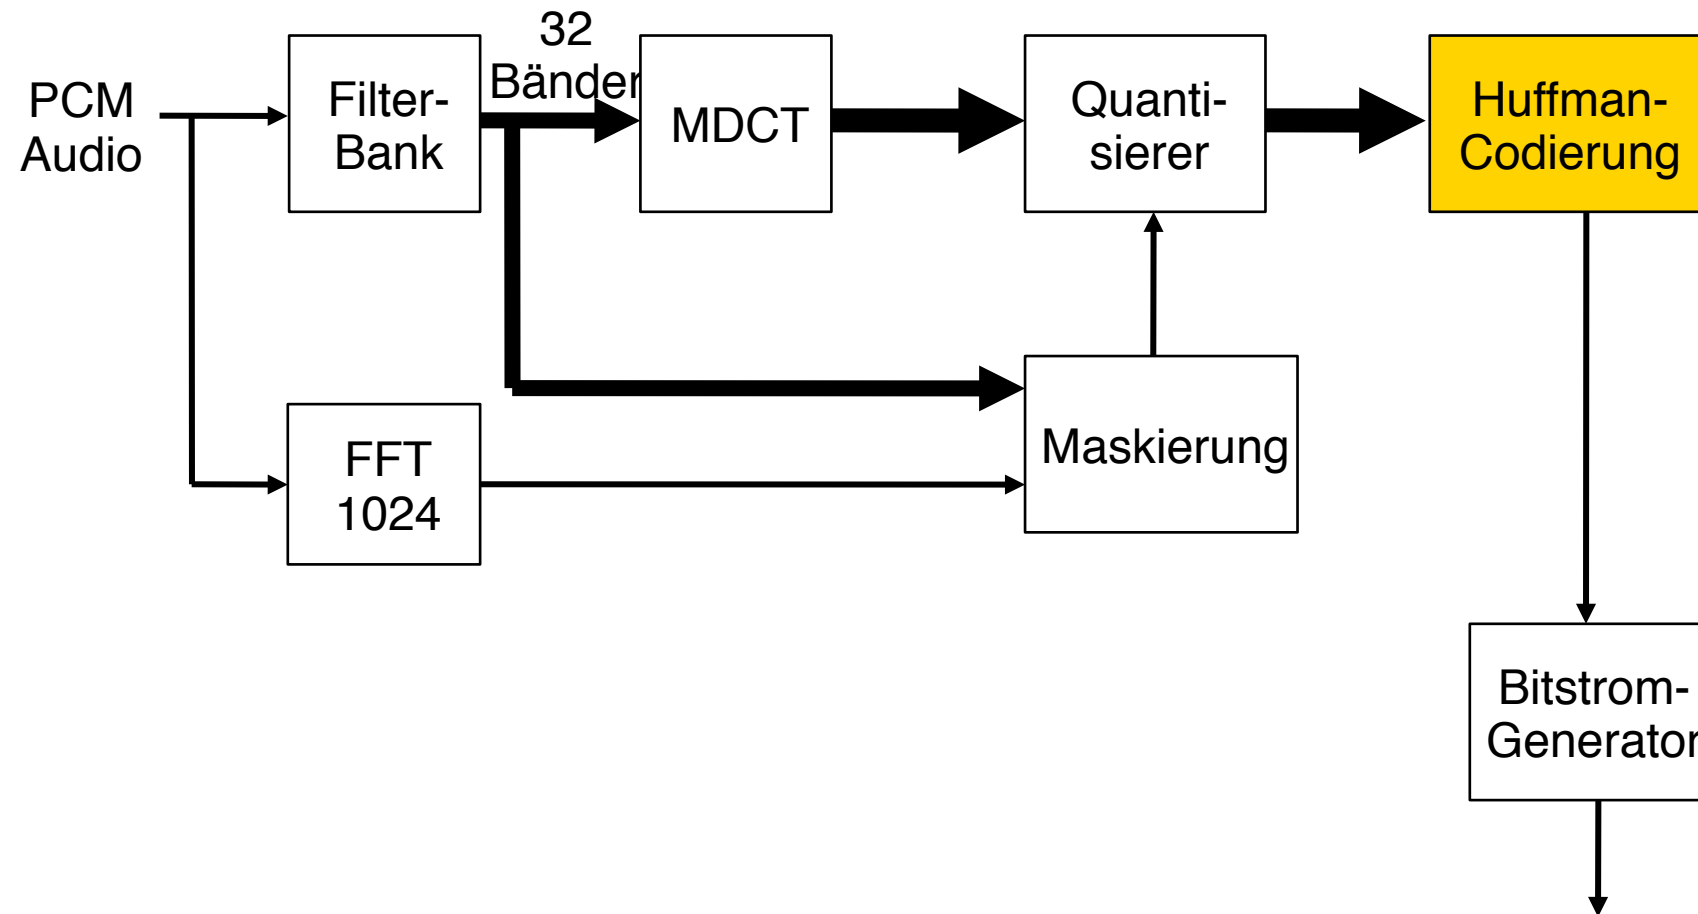 PCM
Audio
Filter-
Bank
32
Bänder
MDCT
Quanti-
sierer
Huffman-
Codierung
FFT
1024
Maskierung
Bitstrom-
Generator